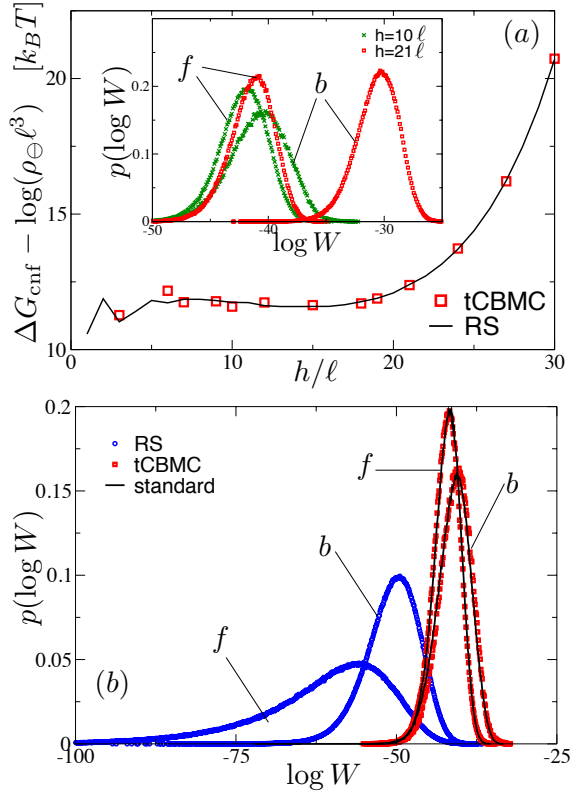 ΔG_cnf − log(ρ_⊖ℓ³) [k_BT]
20
15
10
(a)
p(log W)
0.2
0.1
0
f
b
h=10 ℓ
h=21 ℓ
-50
-40
-30
log W
tCBMC
RS
0
10
20
30
h/ℓ
p(log W)
0.2
0.15
0.1
0.05
0
RS
tCBMC
standard
f
b
b
f
(b)
-100
-75
-50
-25
log W